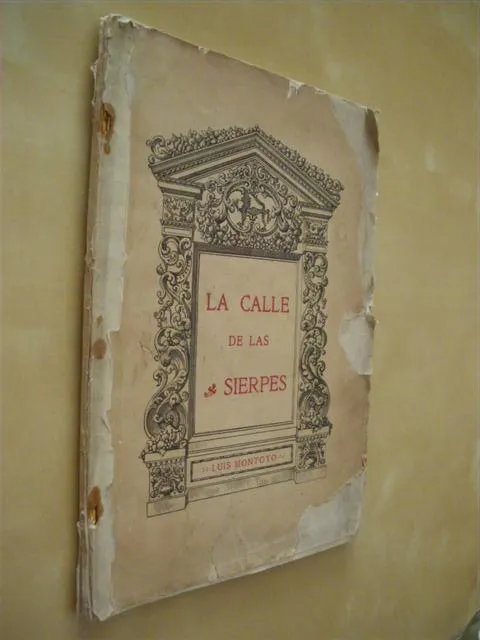 LA CALLE
DE LAS
SIERPES
LUIS MONTOTO